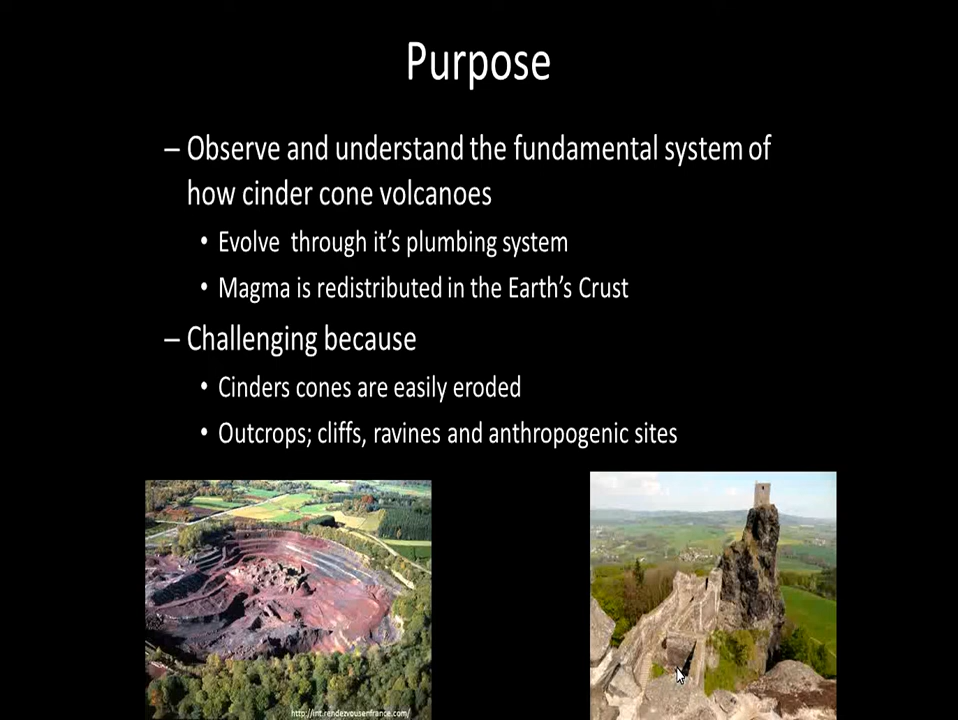 Purpose
– Observe and understand the fundamental system of
how cinder cone volcanoes
• Evolve through it’s plumbing system
• Magma is redistributed in the Earth’s Crust
– Challenging because
• Cinders cones are easily eroded
• Outcrops; cliffs, ravines and anthropogenic sites
http://int.rendezvousenfrance.com/